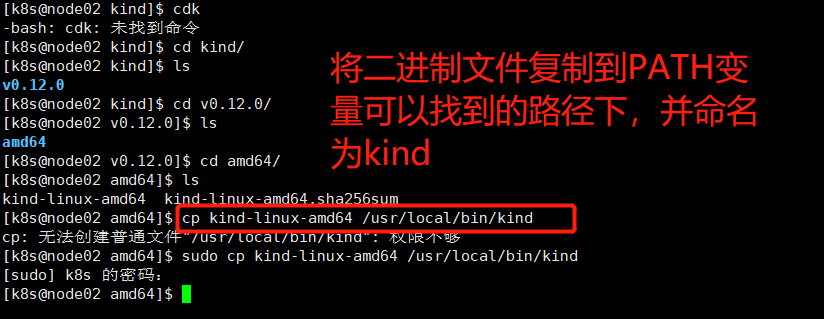 [k8s@node02 kind]$ cdk
-bash: cdk: 未找到命令
[k8s@node02 kind]$ cd kind/
[k8s@node02 kind]$ ls
v0.12.0
[k8s@node02 kind]$ cd v0.12.0/
[k8s@node02 v0.12.0]$ ls
amd64
[k8s@node02 v0.12.0]$ cd amd64/
[k8s@node02 amd64]$ ls
kind-linux-amd64  kind-linux-amd64.sha256sum
[k8s@node02 amd64]$ cp kind-linux-amd64 /usr/local/bin/kind
cp: 无法创建普通文件"/usr/local/bin/kind": 权限不够
[k8s@node02 amd64]$ sudo cp kind-linux-amd64 /usr/local/bin/kind
[sudo] k8s 的密码：
[k8s@node02 amd64]$
将二进制文件复制到PATH变
量可以找到的路径下，并命名
为kind